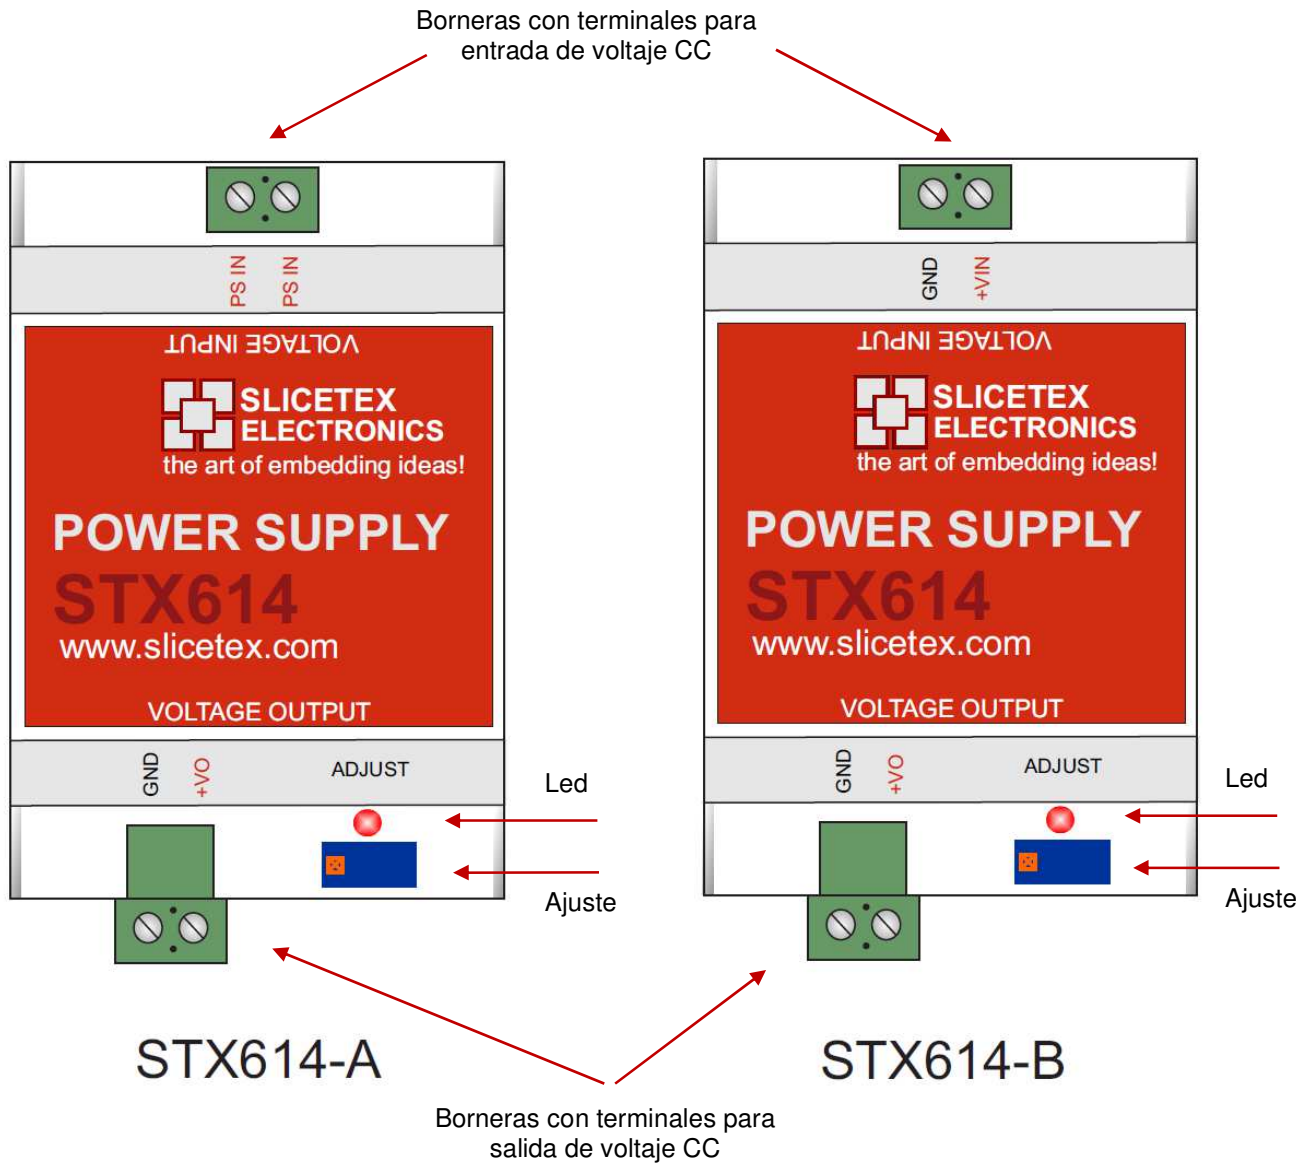 Borneras con terminales para
entrada de voltaje CC
PS IN
PS IN
VOLTAGE INPUT
SLICETEX
ELECTRONICS
the art of embedding ideas!
POWER SUPPLY
STX614
www.slicetex.com
VOLTAGE OUTPUT
GND
+VO
ADJUST
Led
Ajuste
STX614-A
GND
+VIN
VOLTAGE INPUT
SLICETEX
ELECTRONICS
the art of embedding ideas!
POWER SUPPLY
STX614
www.slicetex.com
VOLTAGE OUTPUT
GND
+VO
ADJUST
Led
Ajuste
STX614-B
Borneras con terminales para
salida de voltaje CC